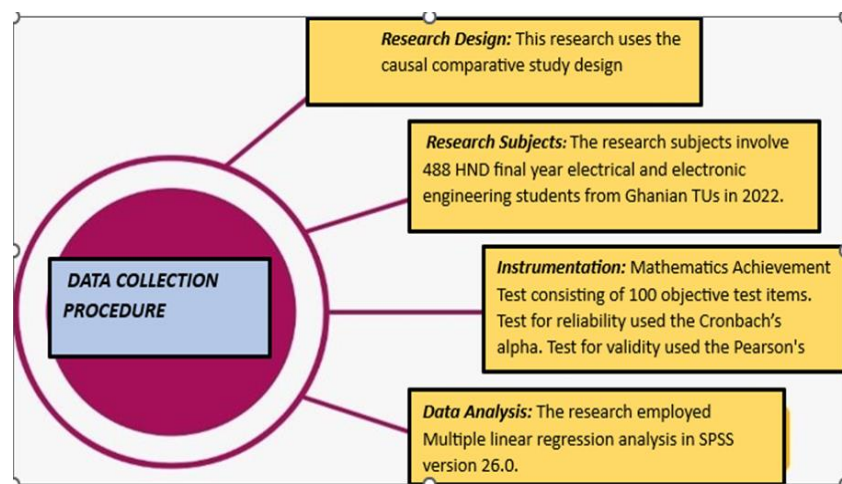 Research Design: This research uses the
causal comparative study design
Research Subjects: The research subjects involve
488 HND final year electrical and electronic
engineering students from Ghanian TUs in 2022.
DATA COLLECTION
PROCEDURE
Instrumentation: Mathematics Achievement
Test consisting of 100 objective test items.
Test for reliability used the Cronbach’s
alpha. Test for validity used the Pearson's
Data Analysis: The research employed
Multiple linear regression analysis in SPSS
version 26.0.